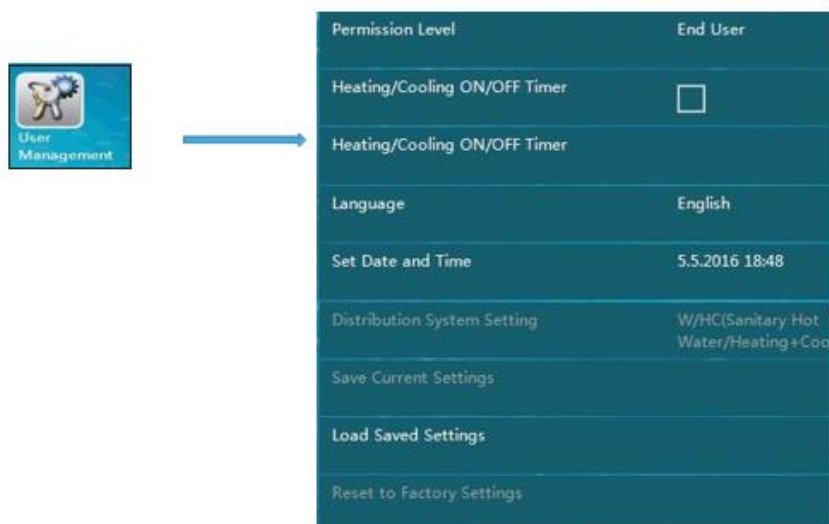 User
Management
Permission Level End User
Heating/Cooling ON/OFF Timer
Heating/Cooling ON/OFF Timer
Language English
Set Date and Time 5.5.2016 18:48
Distribution System Setting W/HC(Sanitary Hot
Water/Heating+Coo
Save Current Settings
Load Saved Settings
Reset to Factory Settings